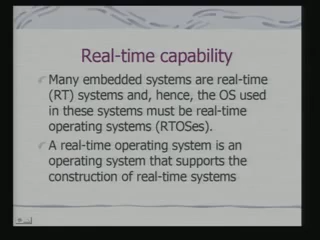 Real-time capability
Many embedded systems are real-time
(RT) systems and, hence, the OS used
in these systems must be real-time
operating systems (RTOSes).
A real-time operating system is an
operating system that supports the
construction of real-time systems